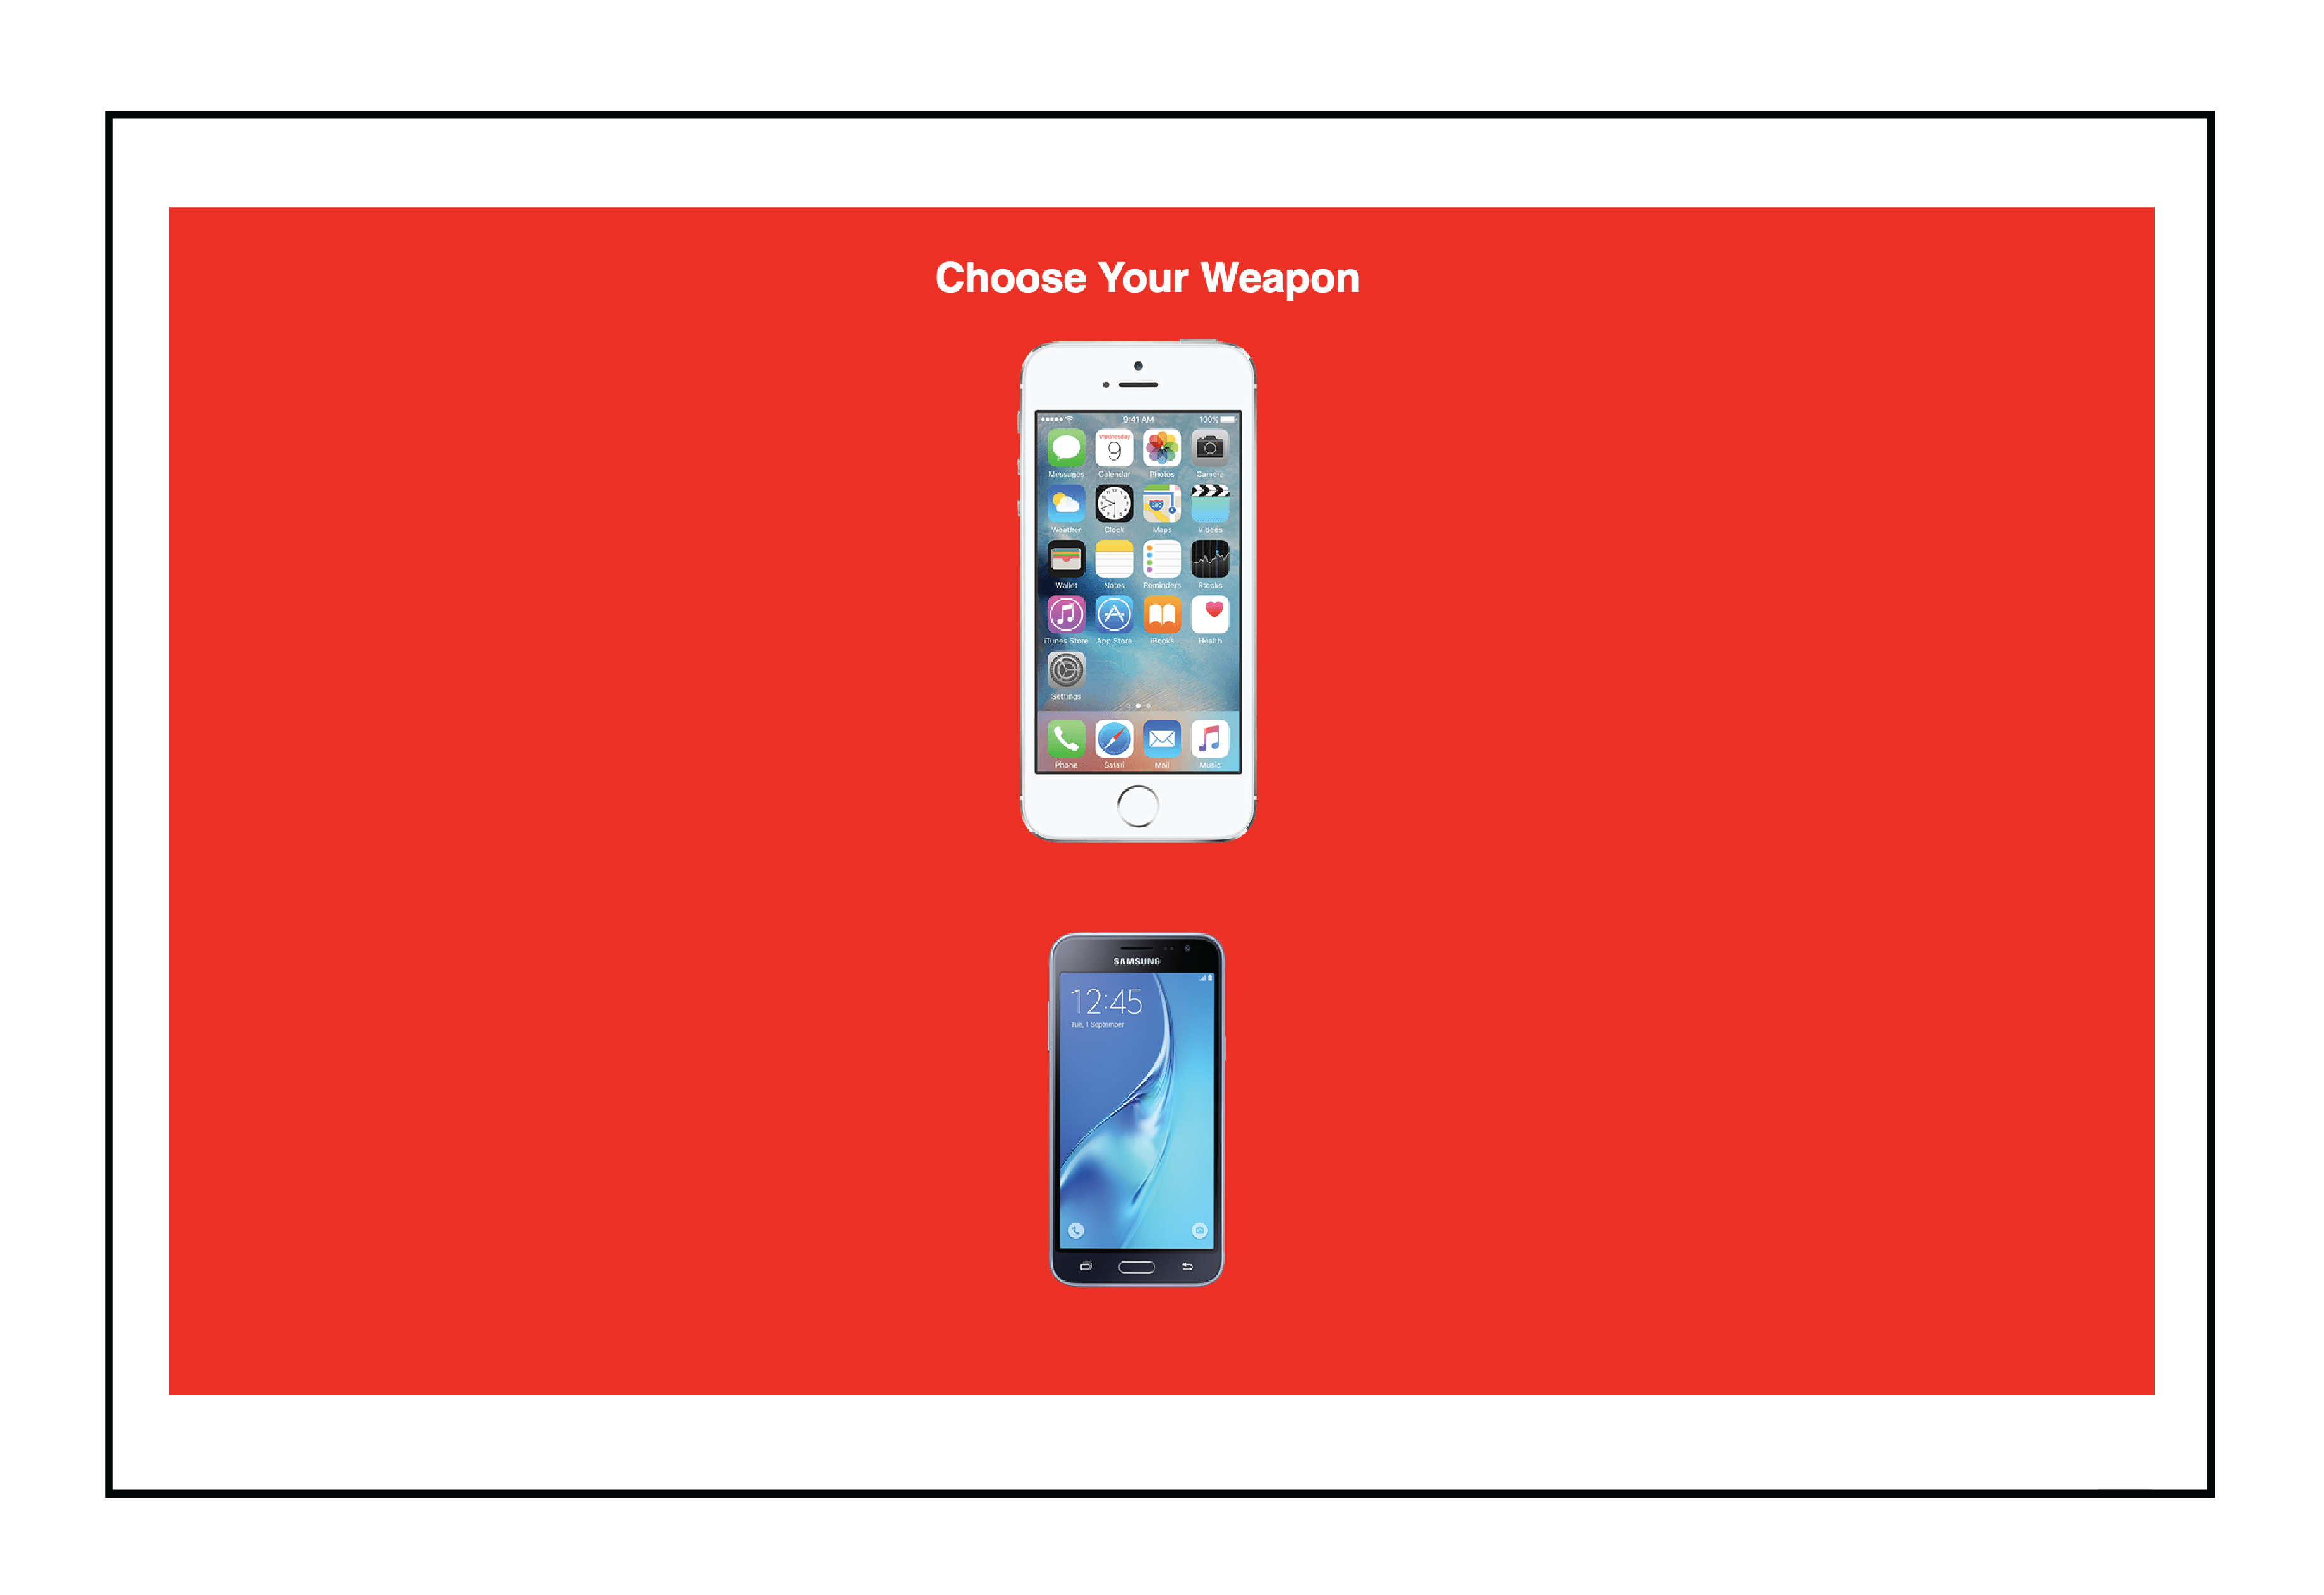 Choose Your Weapon
9:41 AM 100%
Wednesday
9
Messages Calendar Photos Camera
280
Weather Clock Maps Videos
Wallet Notes Reminders Stocks
iTunes Store App Store iBooks Health
Settings
Phone Safari Mail Music
SAMSUNG
12:45
Tue, 1 September